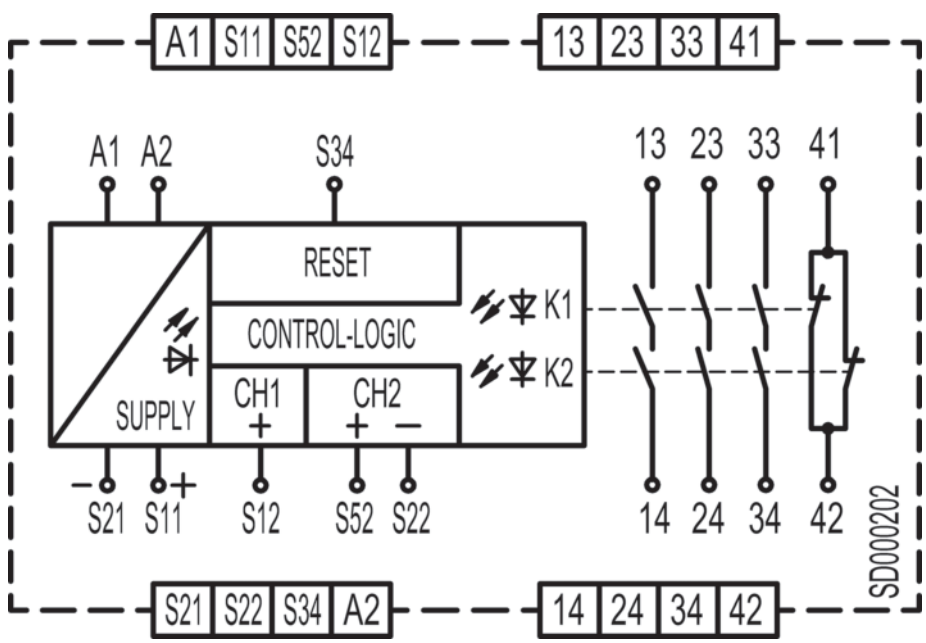 A1 S11 S52 S12 13 23 33 41
A1 A2 S34 13 23 33 41
RESET
K1
CONTROL-LOGIC
K2
CH1 CH2
SUPPLY + + −
− S21 S11 + S12 S52 S22 14 24 34 42
SD000202
S21 S22 S34 A2 14 24 34 42